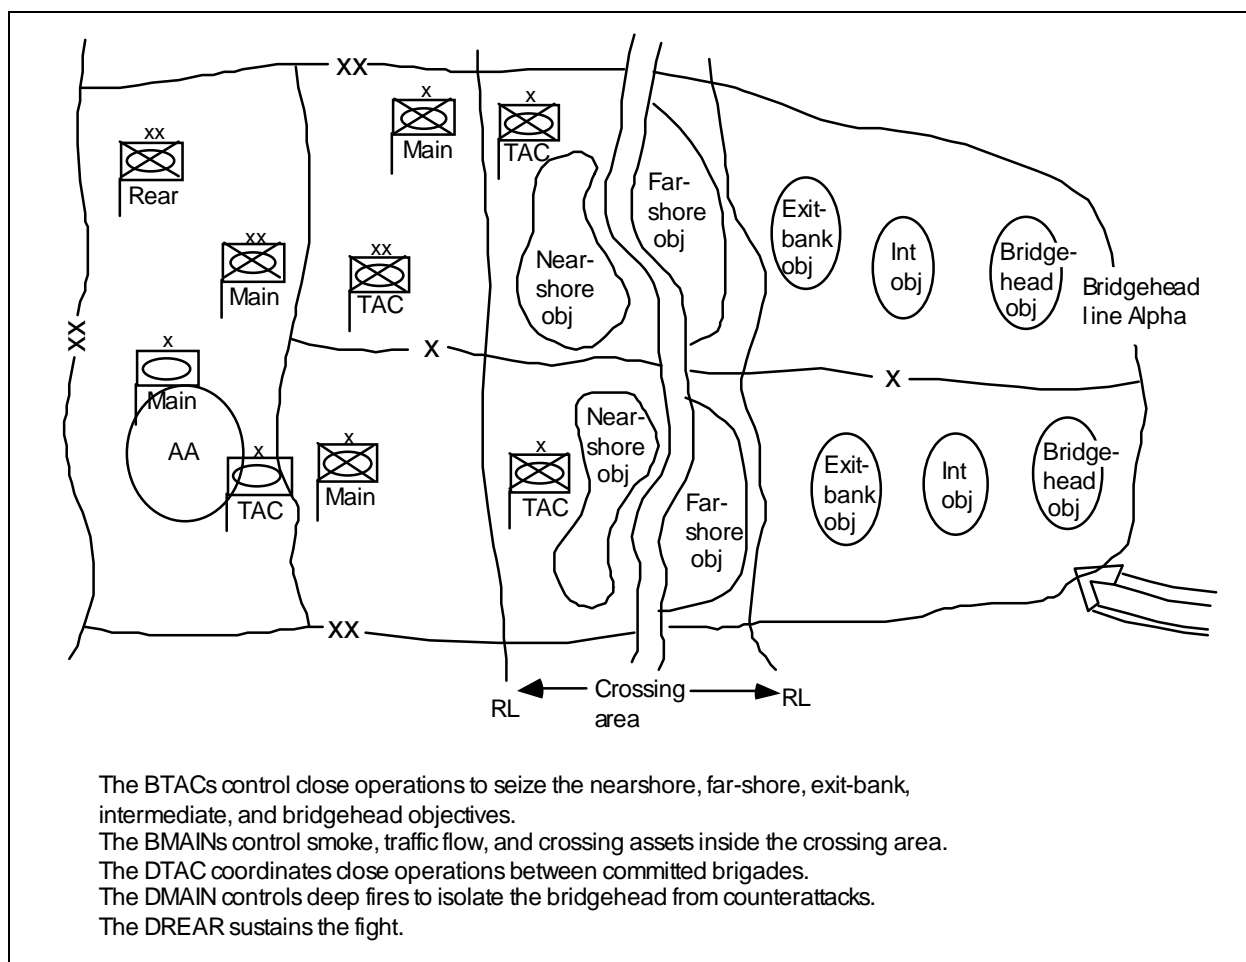 XX
x
Main
x
TAC
xx
Rear
Far-
shore
obj
Exit-
bank
obj
Int
obj
Bridge-
head
obj
Near-
shore
obj
xx
Main
xx
TAC
Bridgehead
line Alpha
XX
x
Main
X
X
AA
x
TAC
x
Main
x
TAC
Near-
shore
obj
Far-
shore
obj
Exit-
bank
obj
Int
obj
Bridge-
head
obj
XX
RL
Crossing
area
RL
The BTACs control close operations to seize the nearshore, far-shore, exit-bank,
intermediate, and bridgehead objectives.
The BMAINs control smoke, traffic flow, and crossing assets inside the crossing area.
The DTAC coordinates close operations between committed brigades.
The DMAIN controls deep fires to isolate the bridgehead from counterattacks.
The DREAR sustains the fight.